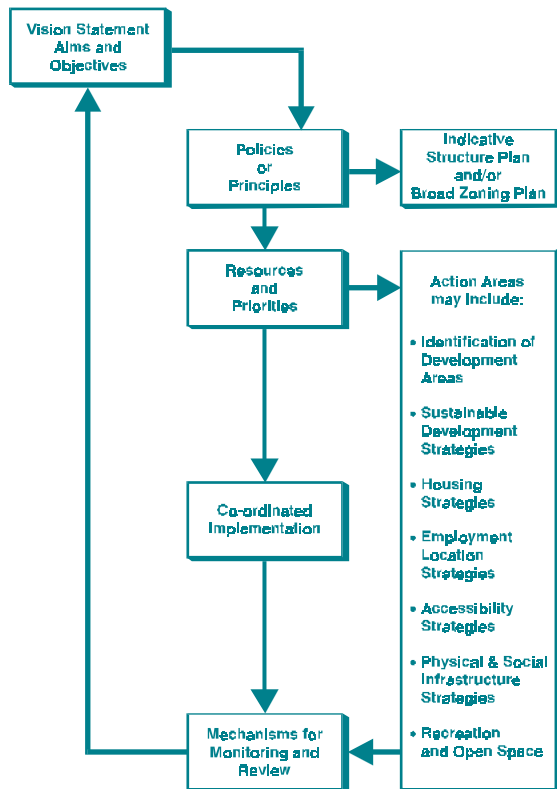 Vision Statement
Aims and
Objectives
Policies
or
Principles
Indicative
Structure Plan
and/or
Broad Zoning Plan
Resources
and
Priorities
Action Areas
may Include:
• Identification of
Development
Areas
• Sustainable
Development
Strategies
• Housing
Strategies
• Employment
Location
Strategies
• Accessibility
Strategies
• Physical & Social
Infrastructure
Strategies
• Recreation
and Open Space
Co-ordinated
Implementation
Mechanisms for
Monitoring and
Review